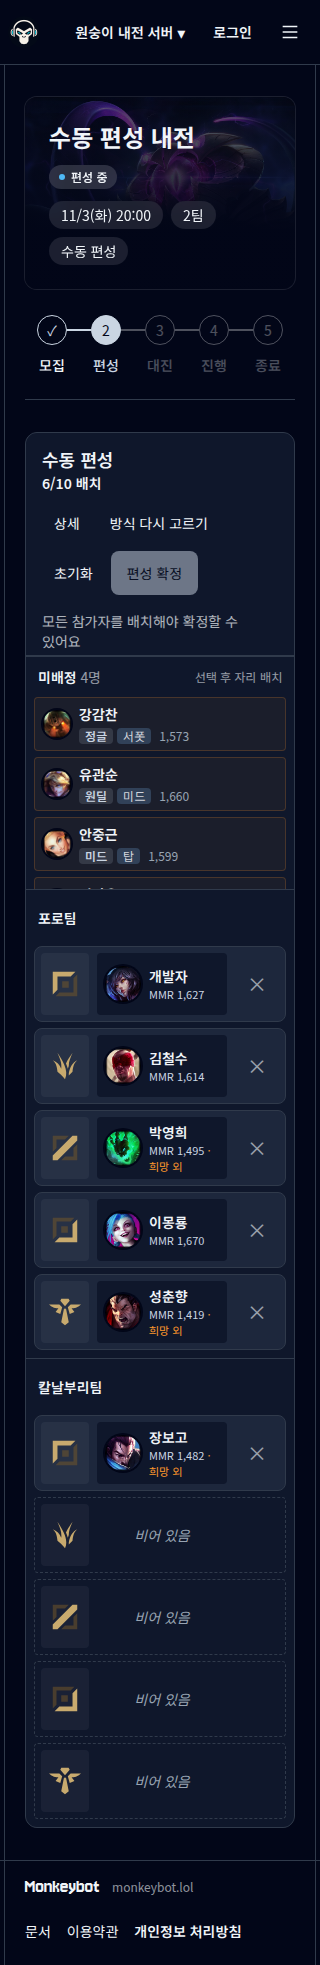 원숭이 내전 서버 ▾ 로그인
수동 편성 내전
편성 중
11/3(화) 20:00 2팀
수동 편성
✓ 2 3 4 5
모집 편성 대진 진행 종료
수동 편성
6/10 배치
상세 방식 다시 고르기
초기화 편성 확정
모든 참가자를 배치해야 확정할 수
있어요
미배정 4명 선택 후 자리 배치
강감찬
정글 서폿 1,573
유관순
원딜 미드 1,660
안중근
미드 탑 1,599
포로팀
개발자
MMR 1,627
김철수
MMR 1,614
박영희
MMR 1,495 ·
희망 외
이몽룡
MMR 1,670
성춘향
MMR 1,419 ·
희망 외
칼날부리팀
장보고
MMR 1,482 ·
희망 외
비어 있음
비어 있음
비어 있음
비어 있음
Monkeybot monkeybot.lol
문서 이용약관 개인정보 처리방침